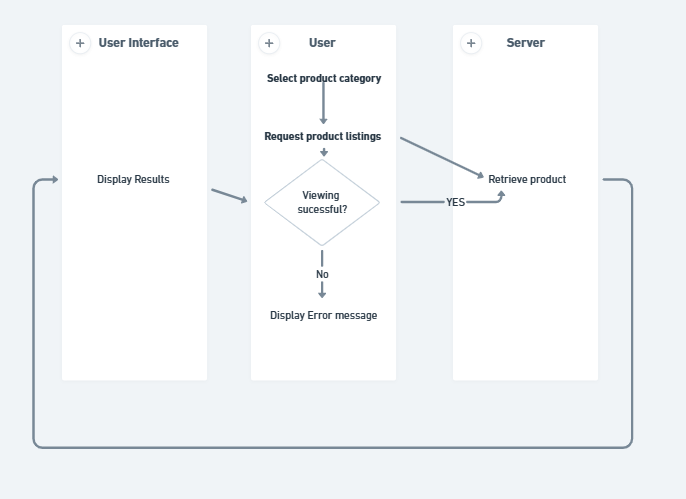 User Interface
User
Server
Select product category
Request product listings
Display Results
Viewing
sucessful?
YES
Retrieve product
No
Display Error message